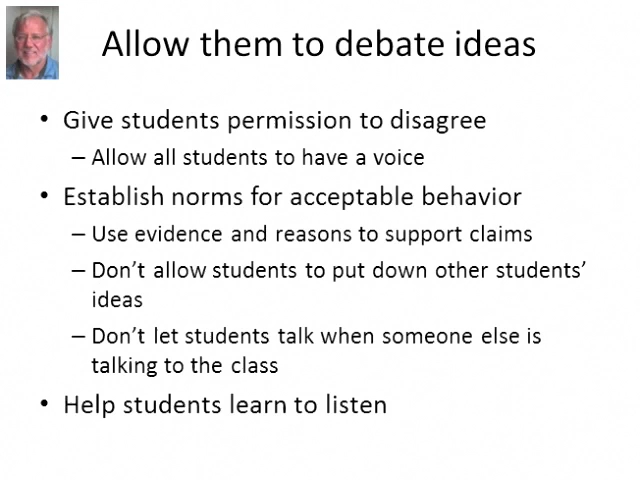 Allow them to debate ideas
• Give students permission to disagree
– Allow all students to have a voice
• Establish norms for acceptable behavior
– Use evidence and reasons to support claims
– Don’t allow students to put down other students’
ideas
– Don’t let students talk when someone else is
talking to the class
• Help students learn to listen